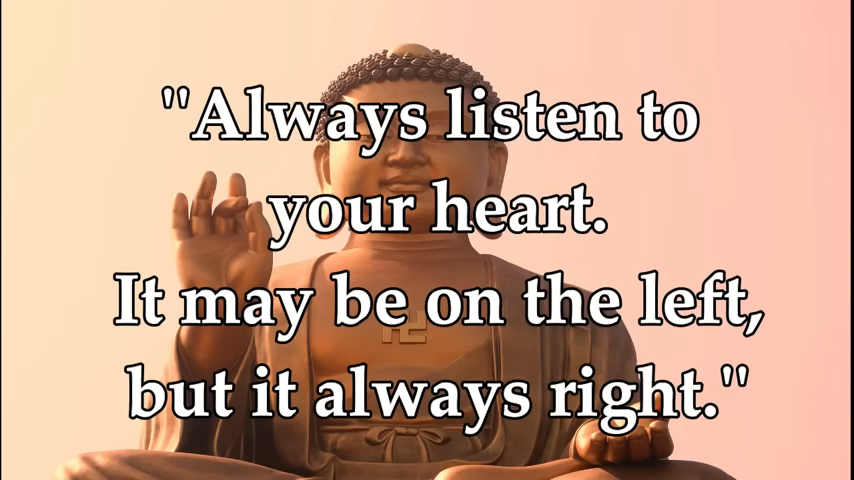 "Always listen to
your heart.
It may be on the left,
but it always right."